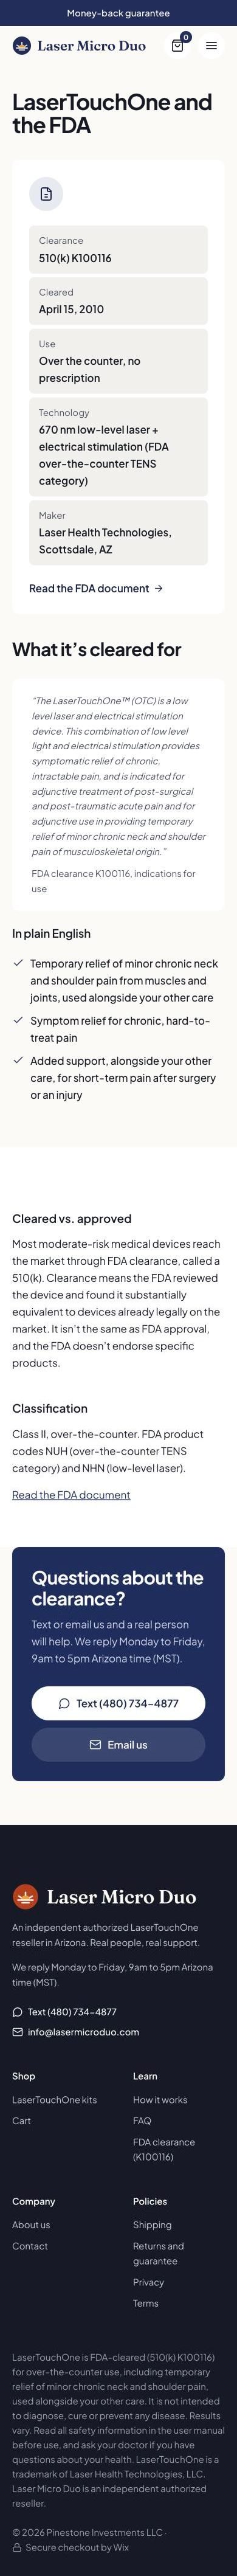 Money-back guarantee
Laser Micro Duo
0
LaserTouchOne and
the FDA
Clearance
510(k) K100116
Cleared
April 15, 2010
Use
Over the counter, no
prescription
Technology
670 nm low-level laser +
electrical stimulation (FDA
over-the-counter TENS
category)
Maker
Laser Health Technologies,
Scottsdale, AZ
Read the FDA document →
What it’s cleared for
“The LaserTouchOne™ (OTC) is a low
level laser and electrical stimulation
device. This combination of low level
light and electrical stimulation provides
symptomatic relief of chronic,
intractable pain, and is indicated for
adjunctive treatment of post-surgical
and post-traumatic acute pain and for
adjunctive use in providing temporary
relief of minor chronic neck and shoulder
pain of musculoskeletal origin.”
FDA clearance K100116, indications for
use
In plain English
Temporary relief of minor chronic neck
and shoulder pain from muscles and
joints, used alongside your other care
Symptom relief for chronic, hard-to-
treat pain
Added support, alongside your other
care, for short-term pain after surgery
or an injury
Cleared vs. approved
Most moderate-risk medical devices reach
the market through FDA clearance, called a
510(k). Clearance means the FDA reviewed
the device and found it substantially
equivalent to devices already legally on the
market. It isn’t the same as FDA approval,
and the FDA doesn’t endorse specific
products.
Classification
Class II, over-the-counter. FDA product
codes NUH (over-the-counter TENS
category) and NHN (low-level laser).
Read the FDA document
Questions about the
clearance?
Text or email us and a real person
will help. We reply Monday to Friday,
9am to 5pm Arizona time (MST).
Text (480) 734-4877
Email us
Laser Micro Duo
An independent authorized LaserTouchOne
reseller in Arizona. Real people, real support.
We reply Monday to Friday, 9am to 5pm Arizona
time (MST).
Text (480) 734-4877
info@lasermicroduo.com
Shop
LaserTouchOne kits
Cart
Learn
How it works
FAQ
FDA clearance
(K100116)
Company
About us
Contact
Policies
Shipping
Returns and
guarantee
Privacy
Terms
LaserTouchOne is FDA-cleared (510(k) K100116)
for over-the-counter use, including temporary
relief of minor chronic neck and shoulder pain,
used alongside your other care. It is not intended
to diagnose, cure or prevent any disease. Results
vary. Read all safety information in the user manual
before use, and ask your doctor if you have
questions about your health. LaserTouchOne is a
trademark of Laser Health Technologies, LLC.
Laser Micro Duo is an independent authorized
reseller.
© 2026 Pinestone Investments LLC ·
Secure checkout by Wix